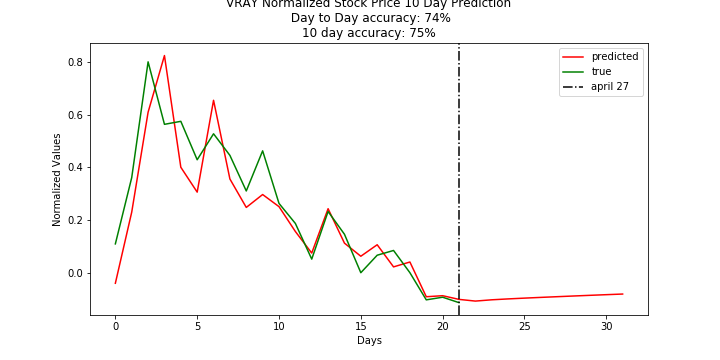 VRAY Normalized Stock Price 10 Day Prediction
Day to Day accuracy: 74%
10 day accuracy: 75%
predicted
true
april 27
Normalized Values
0.8
0.6
0.4
0.2
0.0
0 5 10 15 20 25 30
Days